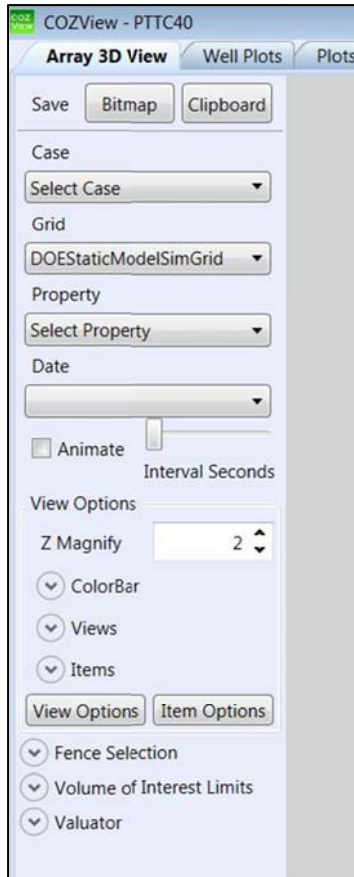 COZ
View
COZView - PTTC40
Array 3D View Well Plots Plots
Save Bitmap Clipboard
Case
Select Case
Grid
DOEStaticModelSimGrid
Property
Select Property
Date
Animate
Interval Seconds
View Options
Z Magnify 2
ColorBar
Views
Items
View Options Item Options
Fence Selection
Volume of Interest Limits
Valuator